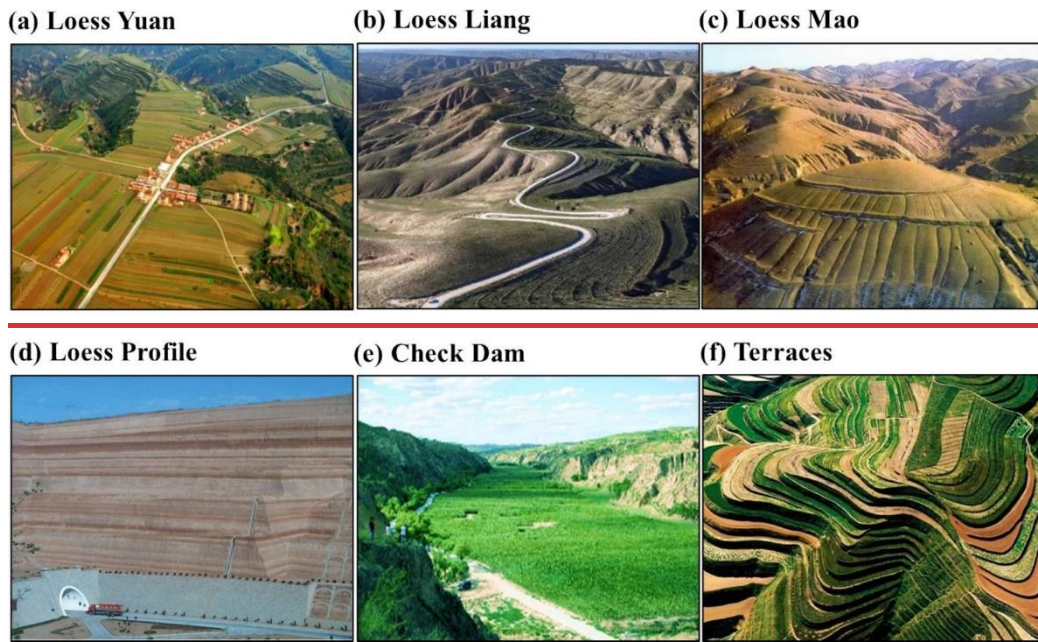 (a) Loess Yuan
(b) Loess Liang
(c) Loess Mao
(d) Loess Profile
(e) Check Dam
(f) Terraces